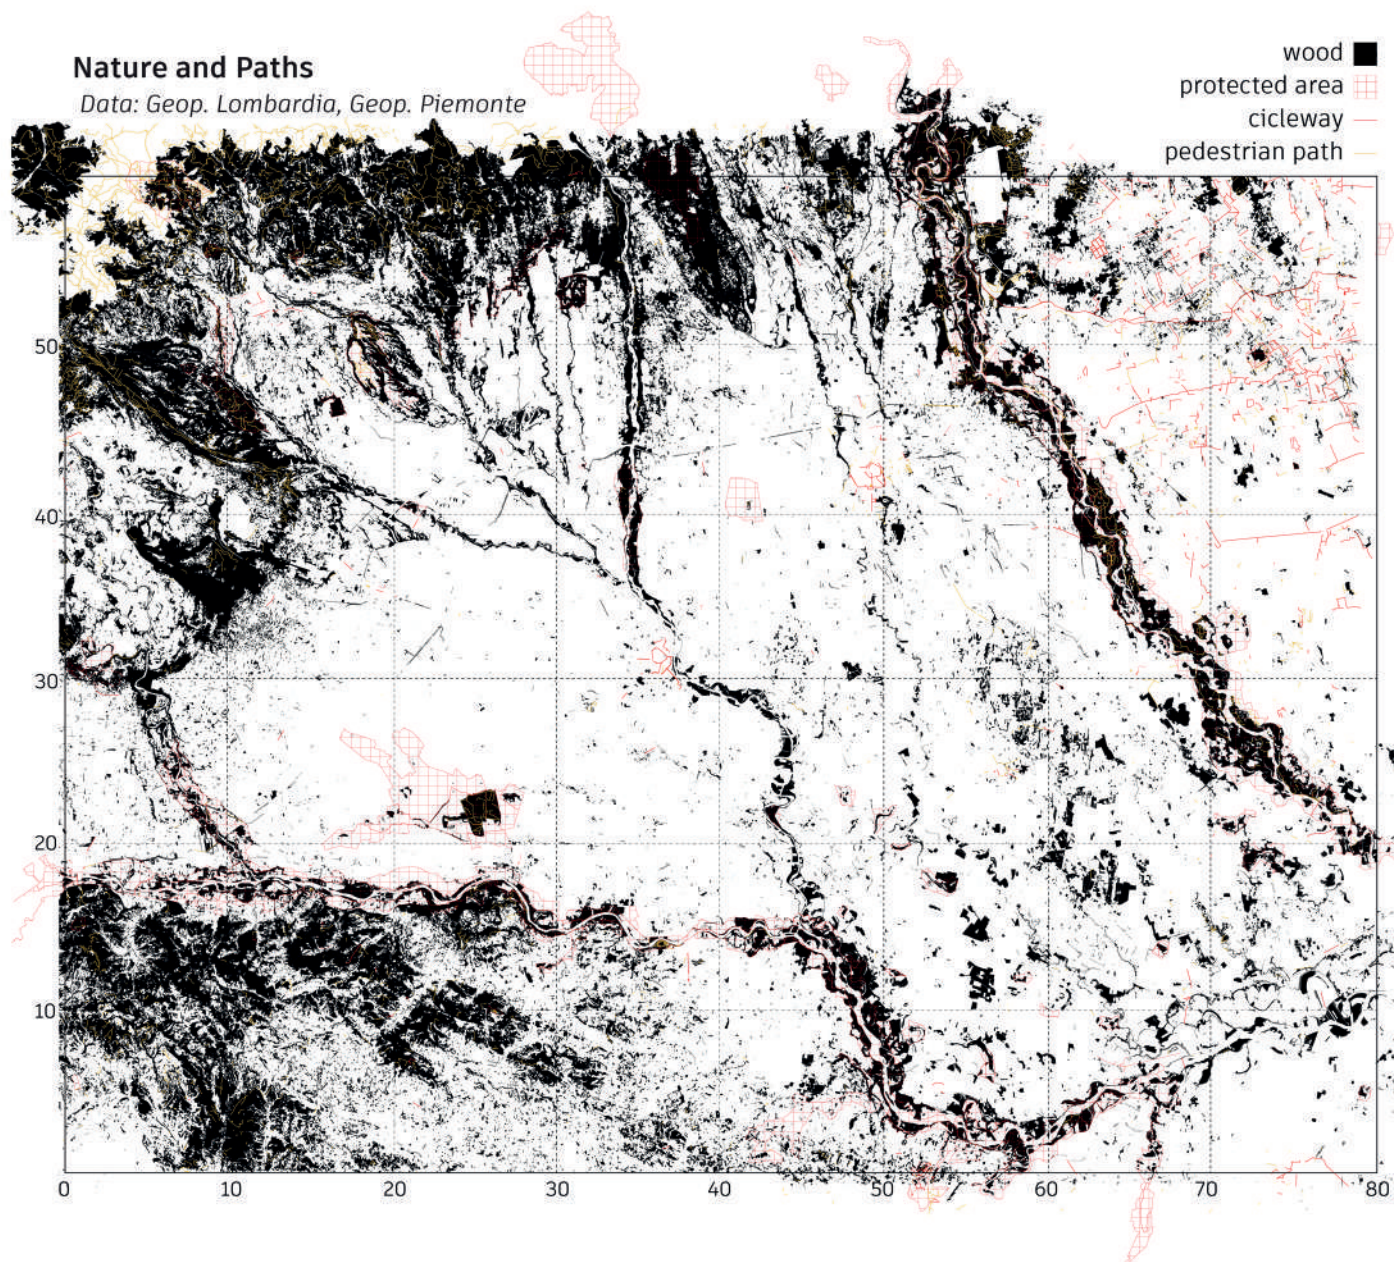 Nature and Paths
Data: Geop. Lombardia, Geop. Piemonte
wood
protected area
cicleway
pedestrian path
50
40
30
20
10
0 10 20 30 40 50 60 70 80